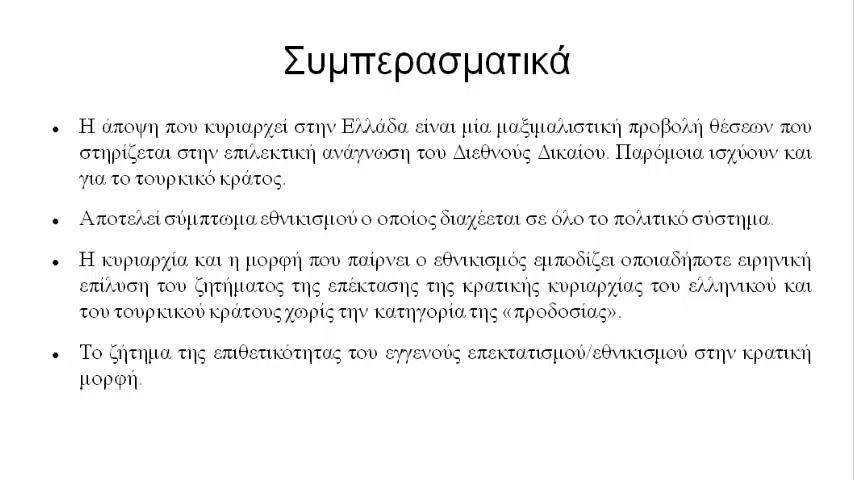 Συμπερασματικά
• Η άποψη που κυριαρχεί στην Ελλάδα είναι μία μαξιμαλιστική προβολή θέσεων που
στηρίζεται στην επιλεκτική ανάγνωση του Διεθνούς Δικαίου. Παρόμοια ισχύουν και
για το τουρκικό κράτος.
• Αποτελεί σύμπτωμα εθνικισμού ο οποίος διαχέεται σε όλο το πολιτικό σύστημα.
• Η κυριαρχία και η μορφή που παίρνει ο εθνικισμός εμποδίζει οποιαδήποτε ειρηνική
επίλυση του ζητήματος της επέκτασης της κρατικής κυριαρχίας του ελληνικού και
του τουρκικού κράτους χωρίς την κατηγορία της «προδοσίας».
• Το ζήτημα της επιθετικότητας του εγγενούς επεκτατισμού/εθνικισμού στην κρατική
μορφή.